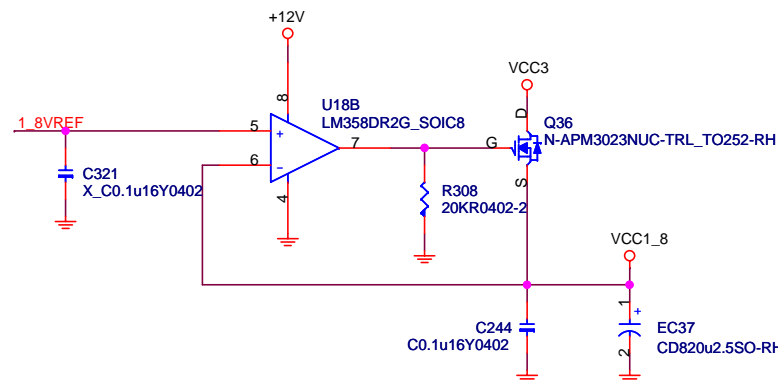 +12V
VCC3
8
U18B
LM358DR2G_SOIC8
D
Q36
N-APM3023NUC-TRL_TO252-RH
1_8VREF
5
+
7
G
6
-
C321
X_C0.1u16Y0402
4
R308
20KR0402-2
S
VCC1_8
1
+
C244
C0.1u16Y0402
EC37
CD820u2.5SO-RH
2